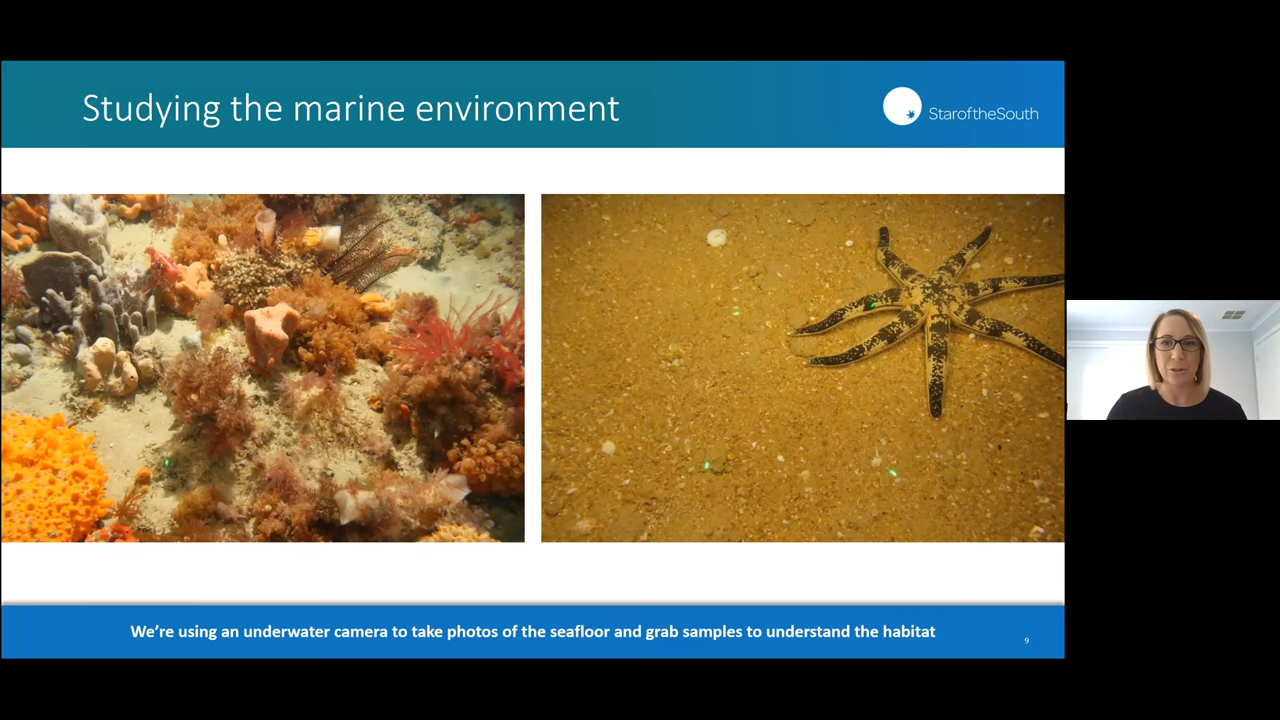 Studying the marine environment
StaroftheSouth
We're using an underwater camera to take photos of the seafloor and grab samples to understand the habitat
9